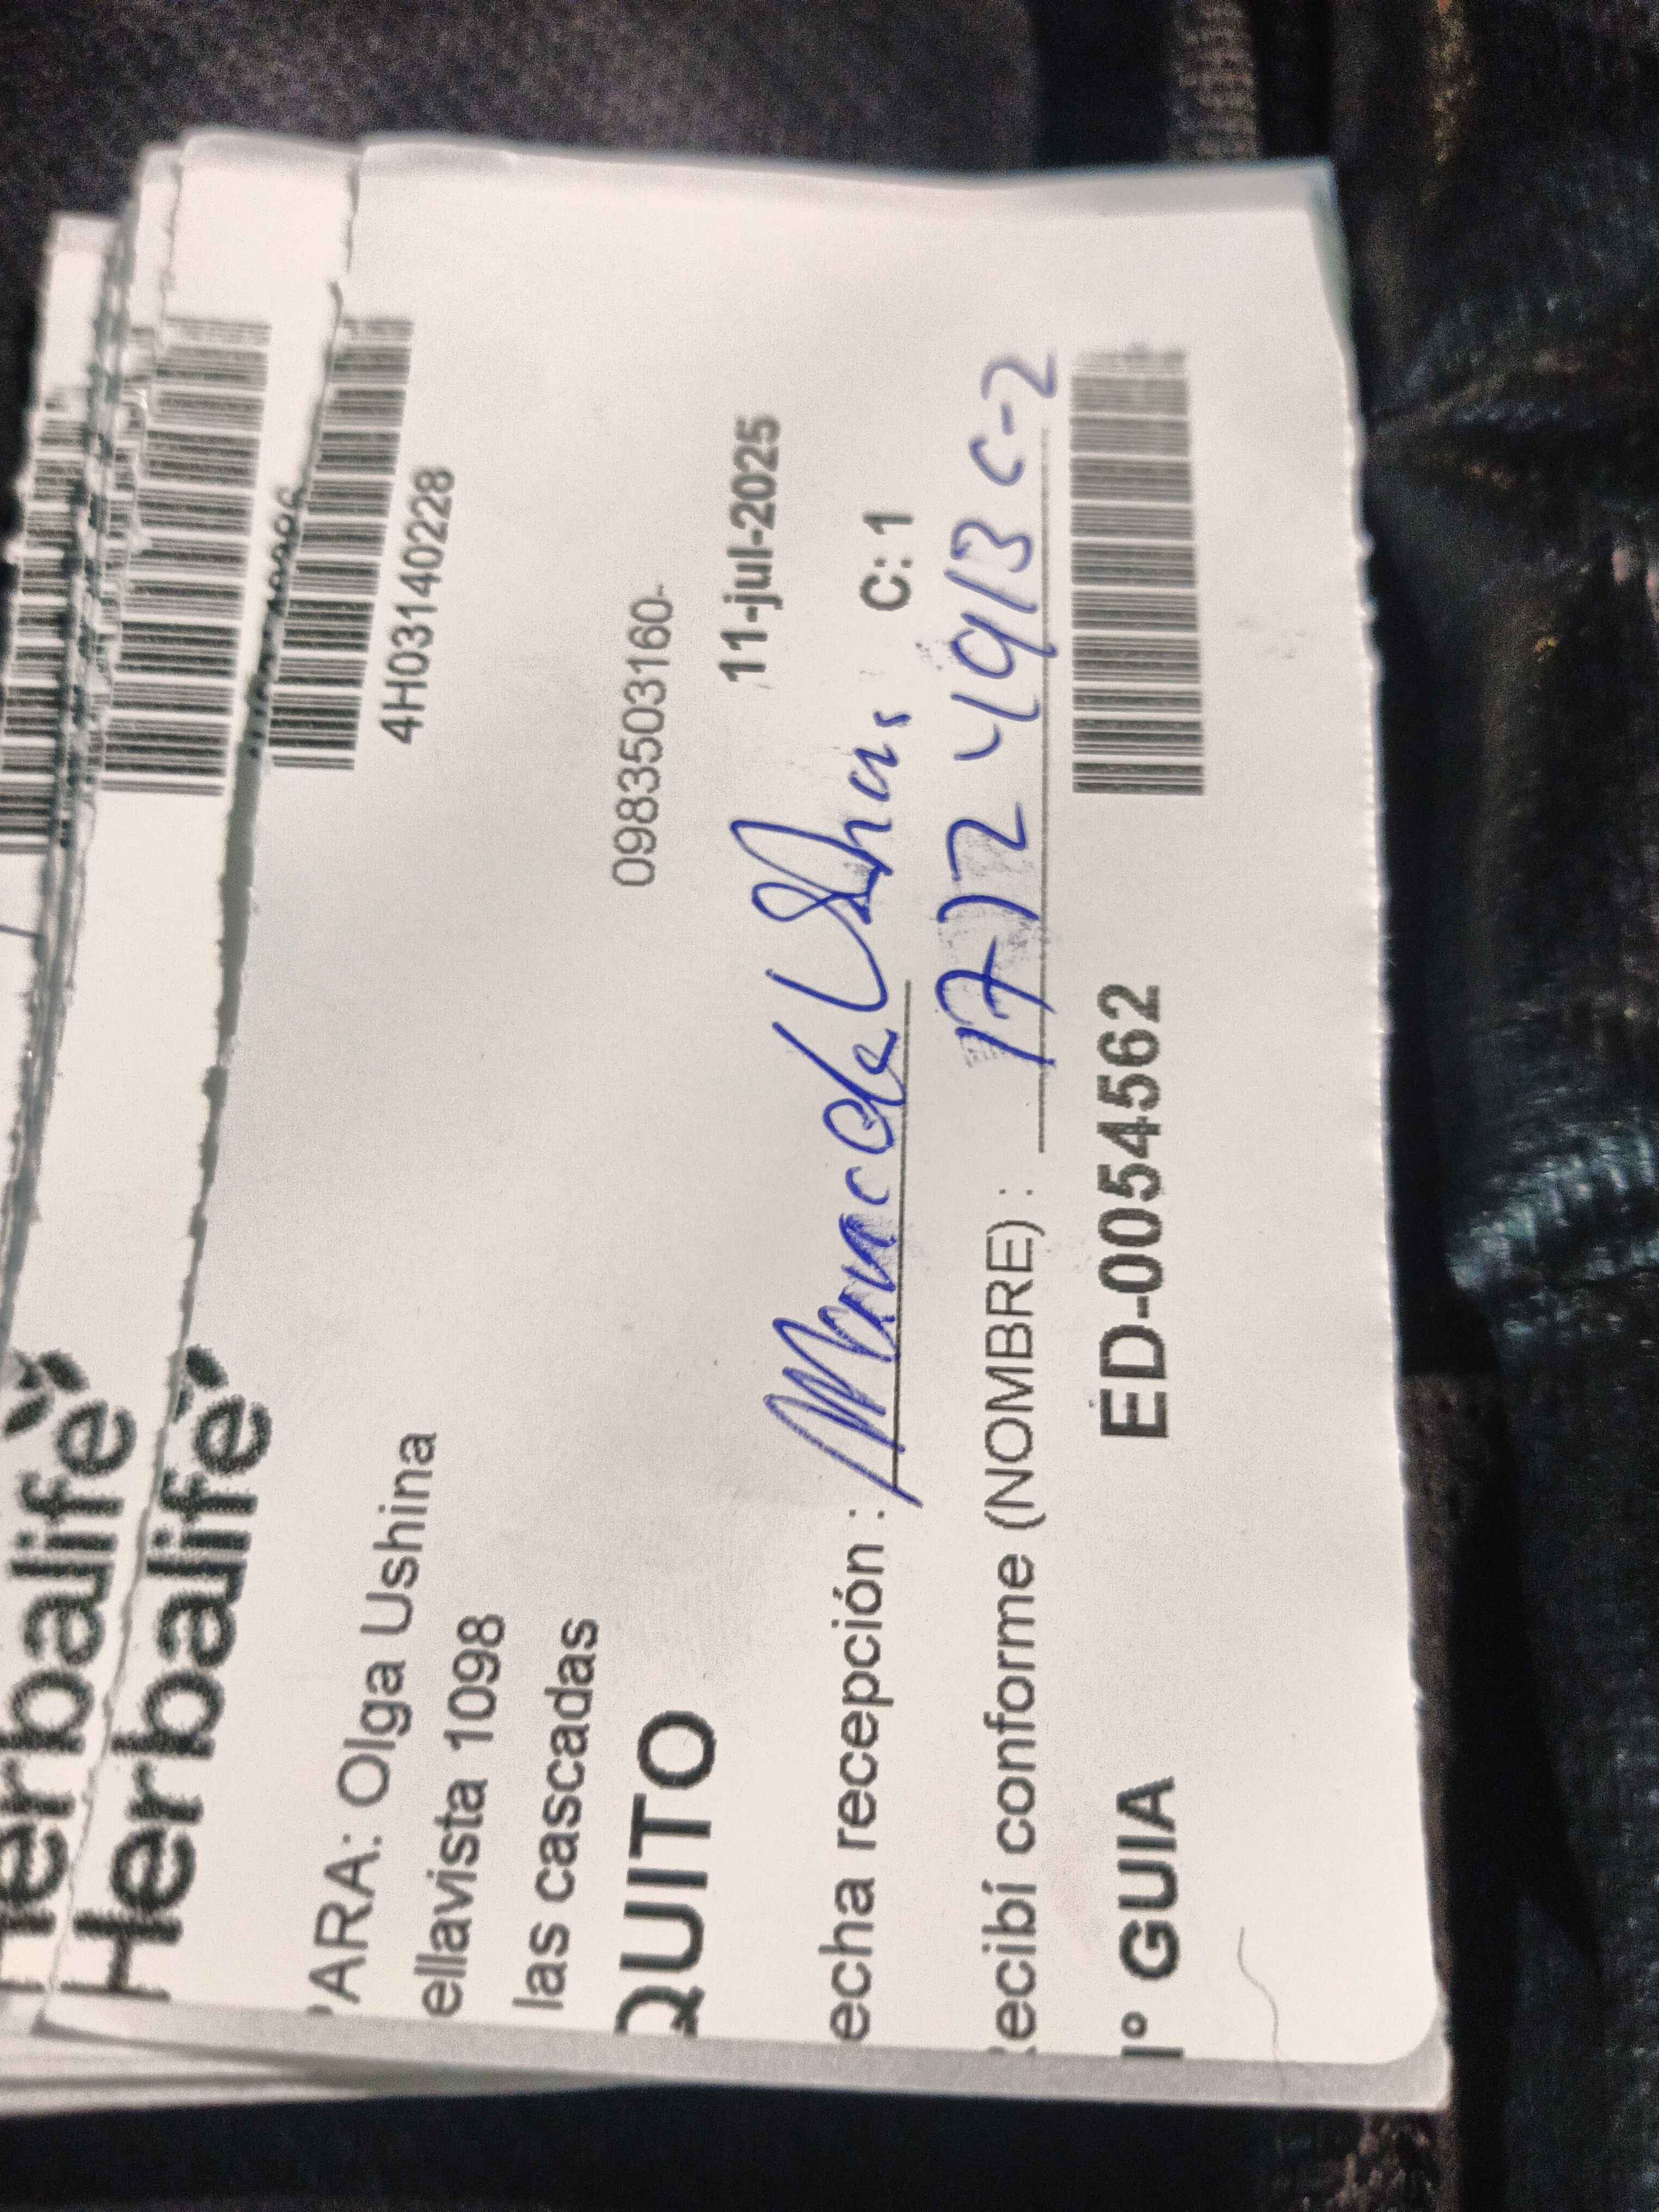 Herbalife
Herbalife
4H03140228
ARA: Olga Ushina
ellavista 1098
las cascadas
0983503160-
QUITO
11-jul-2025
echa recepción :
C: 1
ecibí conforme (NOMBRE) :
° GUIA ED-0054562